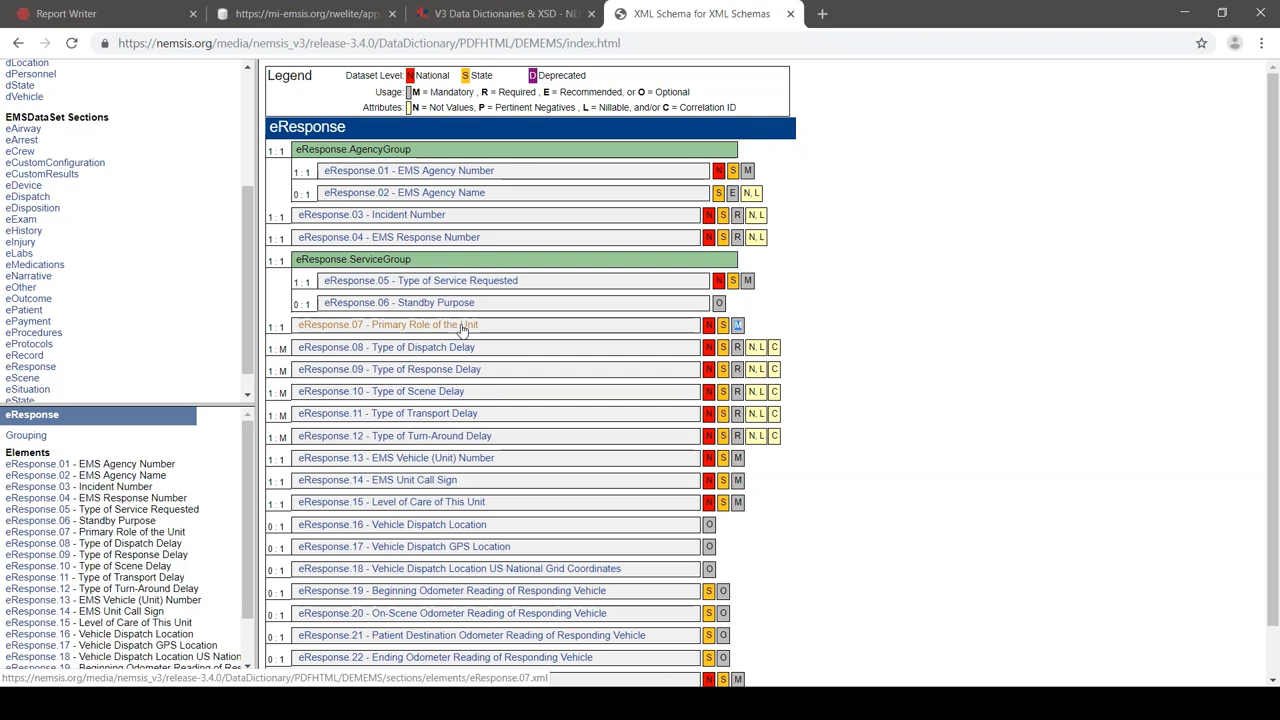 Report Writer
https://mi-emsis.org/rwelite/app
V3 Data Dictionaries & XSD - NE
XML Schema for XML Schemas
https://nemsis.org/media/nemsis_v3/release-3.4.0/DataDictionary/PDFHTML/DEMEMS/index.html
dLocation
dPersonnel
dState
dVehicle
EMSDataSet Sections
eAirway
eArrest
eCrew
eCustomConfiguration
eCustomResults
eDevice
eDispatch
eDisposition
eExam
eHistory
eInjury
eLabs
eMedications
eNarrative
eOther
eOutcome
ePatient
ePayment
eProcedures
eProtocols
eRecord
eResponse
eScene
eSituation
eState
eResponse
Grouping
Elements
eResponse.01 - EMS Agency Number
eResponse.02 - EMS Agency Name
eResponse.03 - Incident Number
eResponse.04 - EMS Response Number
eResponse.05 - Type of Service Requested
eResponse.06 - Standby Purpose
eResponse.07 - Primary Role of the Unit
eResponse.08 - Type of Dispatch Delay
eResponse.09 - Type of Response Delay
eResponse.10 - Type of Scene Delay
eResponse.11 - Type of Transport Delay
eResponse.12 - Type of Turn-Around Delay
eResponse.13 - EMS Vehicle (Unit) Number
eResponse.14 - EMS Unit Call Sign
eResponse.15 - Level of Care of This Unit
eResponse.16 - Vehicle Dispatch Location
eResponse.17 - Vehicle Dispatch GPS Location
eResponse.18 - Vehicle Dispatch Location US Nation
eResponse.19 - Beginning Odometer Reading of Res
Legend Dataset Level: N National S State D Deprecated
Usage: M = Mandatory , R = Required , E = Recommended, or O = Optional
Attributes: N = Not Values, P = Pertinent Negatives , L = Nillable, and/or C = Correlation ID
eResponse
1 : 1 eResponse.AgencyGroup
1 : 1 eResponse.01 - EMS Agency Number N S M
0 : 1 eResponse.02 - EMS Agency Name S E N, L
1 : 1 eResponse.03 - Incident Number N S R N, L
1 : 1 eResponse.04 - EMS Response Number N S R N, L
1 : 1 eResponse.ServiceGroup
1 : 1 eResponse.05 - Type of Service Requested N S M
0 : 1 eResponse.06 - Standby Purpose O
1 : 1 eResponse.07 - Primary Role of the Unit N S M
1 : M eResponse.08 - Type of Dispatch Delay N S R N, L C
1 : M eResponse.09 - Type of Response Delay N S R N, L C
1 : M eResponse.10 - Type of Scene Delay N S R N, L C
1 : M eResponse.11 - Type of Transport Delay N S R N, L C
1 : M eResponse.12 - Type of Turn-Around Delay N S R N, L C
1 : 1 eResponse.13 - EMS Vehicle (Unit) Number N S M
1 : 1 eResponse.14 - EMS Unit Call Sign N S M
1 : 1 eResponse.15 - Level of Care of This Unit N S M
0 : 1 eResponse.16 - Vehicle Dispatch Location O
0 : 1 eResponse.17 - Vehicle Dispatch GPS Location O
0 : 1 eResponse.18 - Vehicle Dispatch Location US National Grid Coordinates O
0 : 1 eResponse.19 - Beginning Odometer Reading of Responding Vehicle S O
0 : 1 eResponse.20 - On-Scene Odometer Reading of Responding Vehicle S O
0 : 1 eResponse.21 - Patient Destination Odometer Reading of Responding Vehicle S O
0 : 1 eResponse.22 - Ending Odometer Reading of Responding Vehicle S O
N S M
https://nemsis.org/media/nemsis_v3/release-3.4.0/DataDictionary/PDFHTML/DEMEMS/sections/elements/eResponse.07.xml